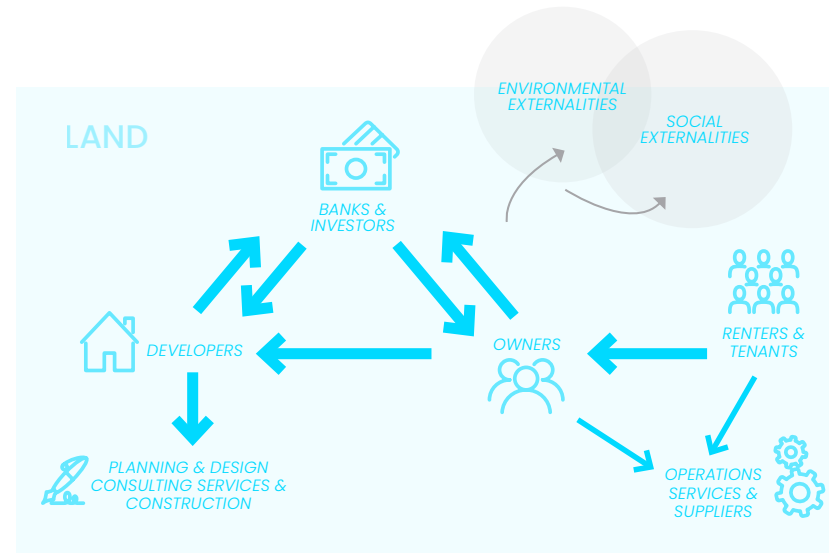 ENVIRONMENTAL
EXTERNALITIES
SOCIAL
EXTERNALITIES
LAND
BANKS &
INVESTORS
RENTERS &
TENANTS
DEVELOPERS
OWNERS
PLANNING & DESIGN
CONSULTING SERVICES &
CONSTRUCTION
OPERATIONS
SERVICES &
SUPPLIERS